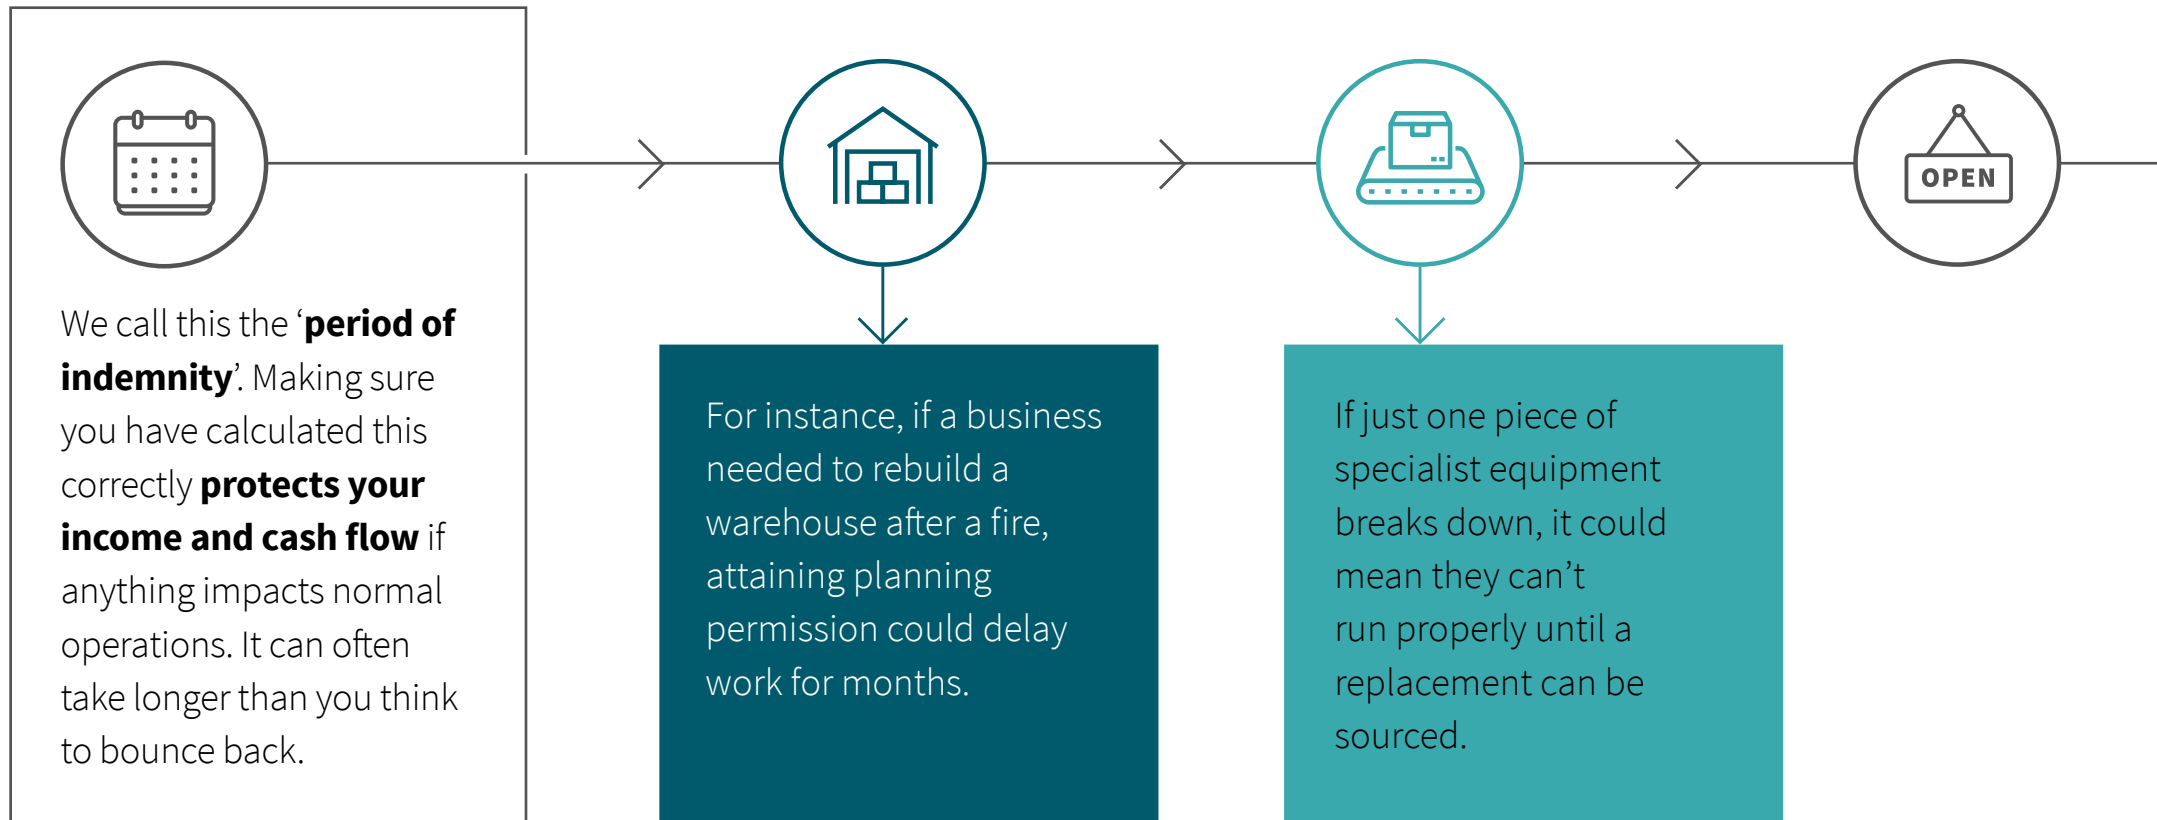 We call this the ‘period of
indemnity’. Making sure
you have calculated this
correctly protects your
income and cash flow if
anything impacts normal
operations. It can often
take longer than you think
to bounce back.
For instance, if a business
needed to rebuild a
warehouse after a fire,
attaining planning
permission could delay
work for months.
If just one piece of
specialist equipment
breaks down, it could
mean they can’t
run properly until a
replacement can be
sourced.
OPEN